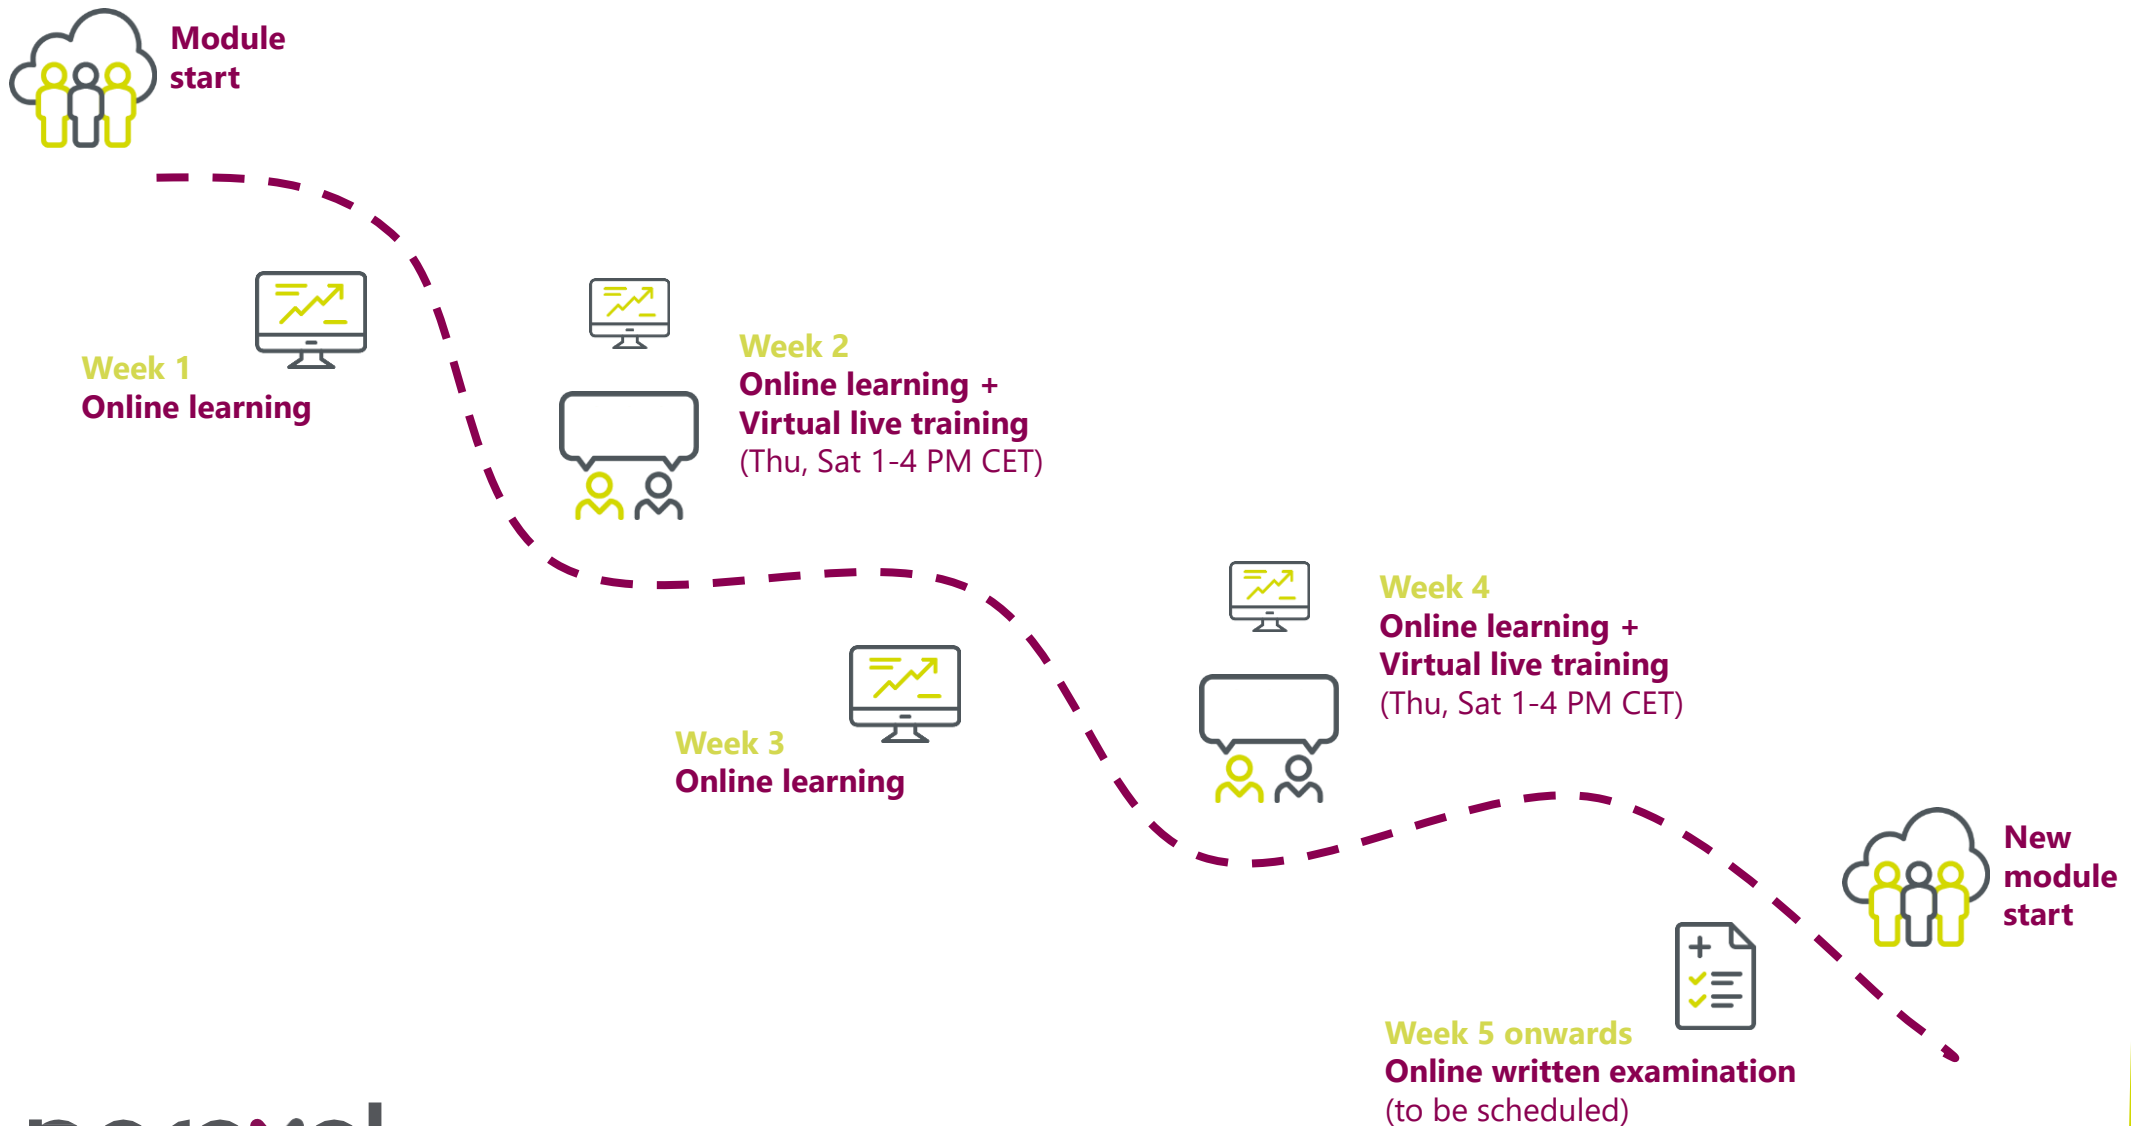 Module
start
Week 1
Online learning
Week 2
Online learning +
Virtual live training
(Thu, Sat 1-4 PM CET)
Week 3
Online learning
Week 4
Online learning +
Virtual live training
(Thu, Sat 1-4 PM CET)
New
module
start
Week 5 onwards
Online written examination
(to be scheduled)